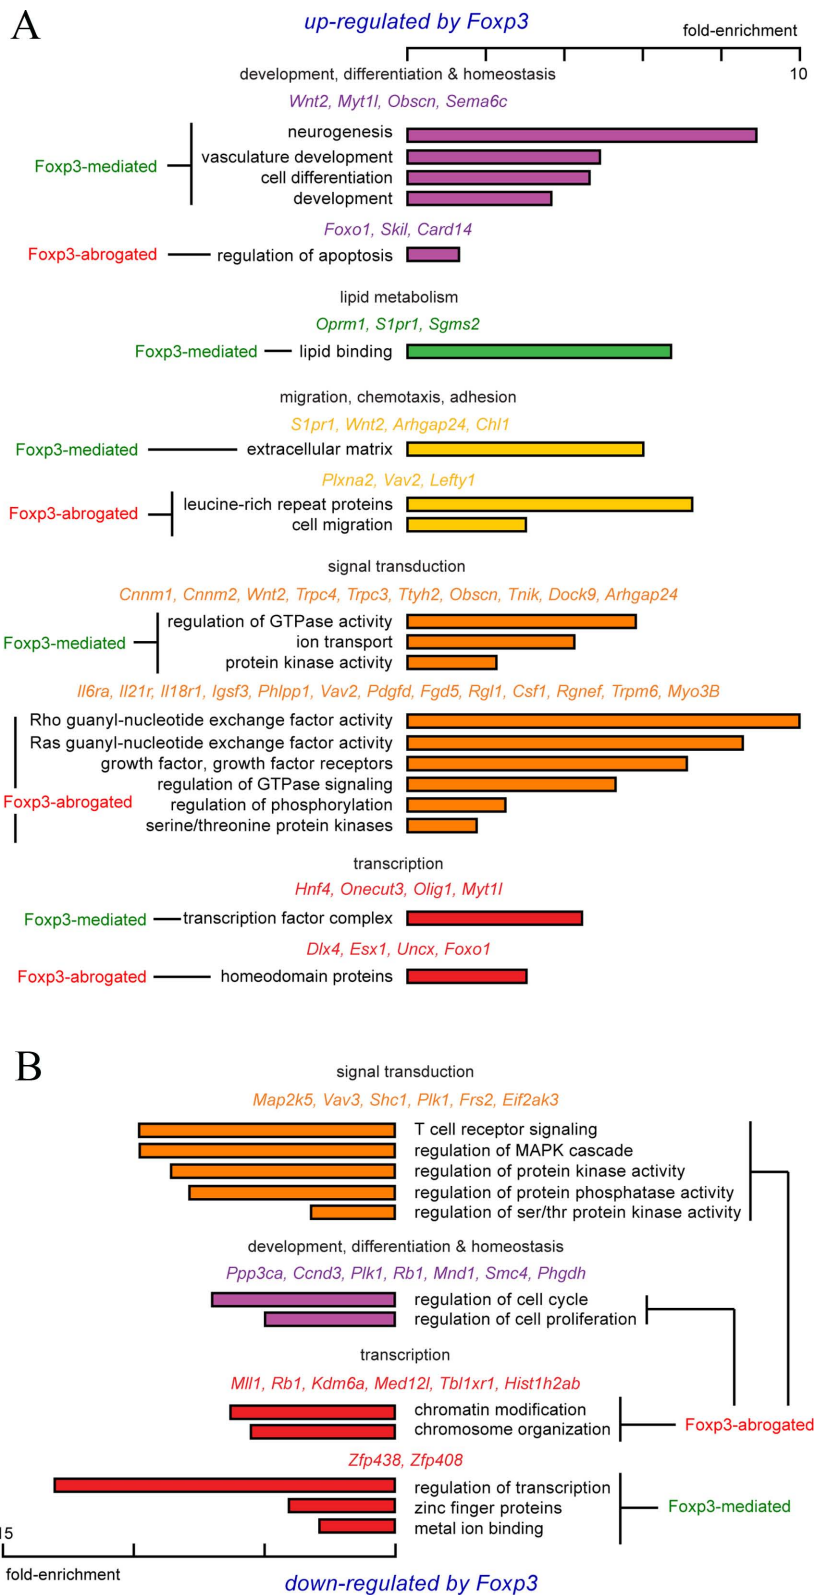 A
up-regulated by Foxp3
fold-enrichment
10
development, differentiation & homeostasis
Wnt2, Myt1l, Obscn, Sema6c
neurogenesis
Foxp3-mediated
vasculature development
cell differentiation
development
Foxo1, Skil, Card14
Foxp3-abrogated
regulation of apoptosis
lipid metabolism
Oprm1, S1pr1, Sgms2
Foxp3-mediated
lipid binding
migration, chemotaxis, adhesion
S1pr1, Wnt2, Arhgap24, Chl1
Foxp3-mediated
extracellular matrix
Plxna2, Vav2, Lefty1
Foxp3-abrogated
leucine-rich repeat proteins
cell migration
signal transduction
Cnnm1, Cnnm2, Wnt2, Trpc4, Trpc3, Ttyh2, Obscn, Tnik, Dock9, Arhgap24
regulation of GTPase activity
Foxp3-mediated
ion transport
protein kinase activity
Il6ra, Il21r, Il18r1, Igsf3, Phlpp1, Vav2, Pdgfd, Fgd5, Rgl1, Csf1, Rgnef, Trpm6, Myo3B
Rho guanyl-nucleotide exchange factor activity
Ras guanyl-nucleotide exchange factor activity
growth factor, growth factor receptors
regulation of GTPase signaling
Foxp3-abrogated
regulation of phosphorylation
serine/threonine protein kinases
transcription
Hnf4, Onecut3, Olig1, Myt1l
Foxp3-mediated
transcription factor complex
Dlx4, Esx1, Uncx, Foxo1
Foxp3-abrogated
homeodomain proteins
B
signal transduction
Map2k5, Vav3, Shc1, Plk1, Frs2, Eif2ak3
T cell receptor signaling
regulation of MAPK cascade
regulation of protein kinase activity
regulation of protein phosphatase activity
regulation of ser/thr protein kinase activity
development, differentiation & homeostasis
Ppp3ca, Ccnd3, Plk1, Rb1, Mnd1, Smc4, Phgdh
regulation of cell cycle
regulation of cell proliferation
transcription
Mll1, Rb1, Kdm6a, Med12l, Tbl1xr1, Hist1h2ab
chromatin modification
chromosome organization
Foxp3-abrogated
Zfp438, Zfp408
regulation of transcription
zinc finger proteins
Foxp3-mediated
metal ion binding
15
fold-enrichment
down-regulated by Foxp3